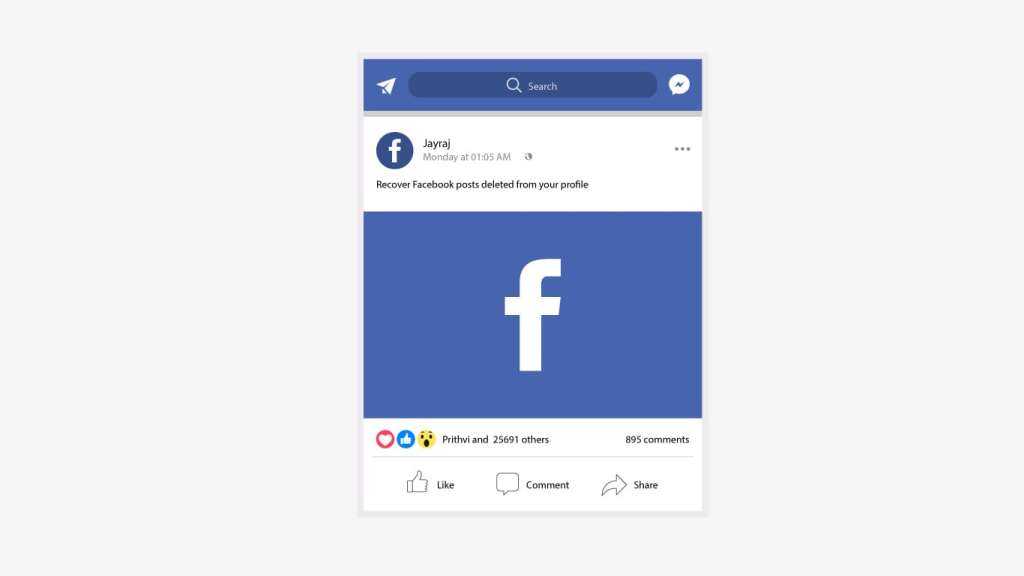 Search
Jayraj
Monday at 01:05 AM
Recover Facebook posts deleted from your profile
f
f
Prithvi and 25691 others
895 comments
Like
Comment
Share